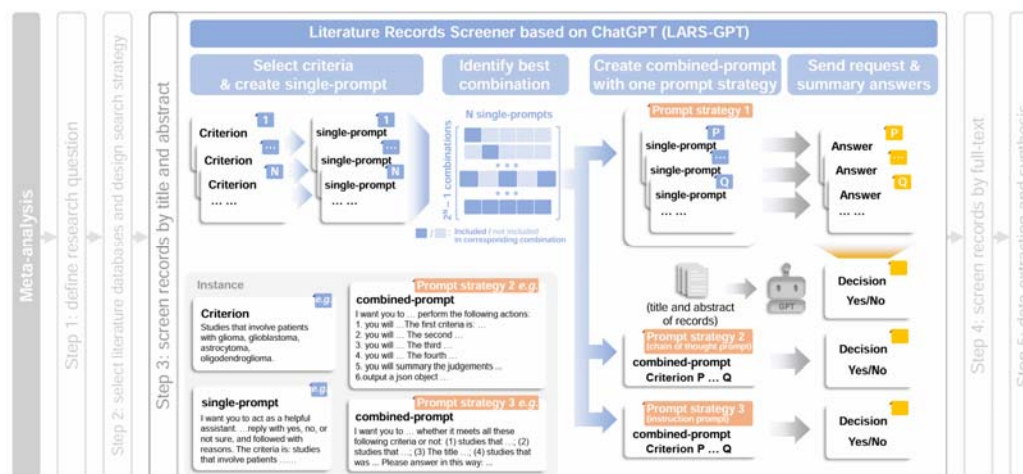 Meta-analysis
Step 1: define research question
Step 2: select literature databases and design search strategy
Step 3: screen records by title and abstract
Literature Records Screener based on ChatGPT (LARS-GPT)
Select criteria
& create single-prompt
Identify best
combination
Create combined-prompt
with one prompt strategy
Send request &
summary answers
1
Criterion
...
Criterion
N
Criterion
... ...
1
single-prompt
...
single-prompt
N
single-prompt
... ...
N single-prompts
2ᴺ – 1 combinations
/ : Included / not included
in corresponding combination
Prompt strategy 1
P
single-prompt
...
single-prompt
Q
single-prompt
... ...
P
Answer
...
Answer
Q
Answer
... ...
Instance
e.g.
Criterion
Studies that involve patients
with glioma, glioblastoma,
astrocytoma,
oligodendroglioma.
e.g.
single-prompt
I want you to act as a helpful
assistant. ...reply with yes, no, or
not sure, and followed with
reasons. The criteria is: studies
that involve patients ......
Prompt strategy 2 e.g.
combined-prompt
I want you to ... perform the following actions:
1. you will ...The first criteria is: ...
2. you will ... The second ...
3. you will ... The third ...
4. you will ... The fourth ...
5. you will summary the judgements ...
6.output a json object ...
Prompt strategy 3 e.g.
combined-prompt
I want you to ... whether it meets all these
following criteria or not: (1) studies that ...; (2)
studies that ...; (3) The title ...; (4) studies that
was ... Please answer in this way: ...
(title and abstract
of records)
GPT
Decision
Yes/No
Prompt strategy 2
(chain of thought prompt)
combined-prompt
Criterion P ... Q
Decision
Yes/No
Prompt strategy 3
(instruction prompt)
combined-prompt
Criterion P ... Q
Decision
Yes/No
Step 4: screen records by full-text